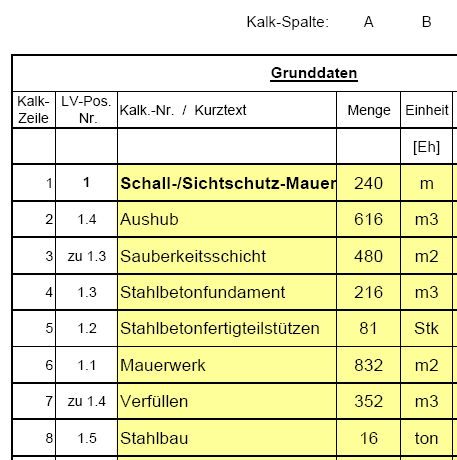 Kalk-Spalte: A B
Grunddaten
Kalk- LV-Pos. Kalk.-Nr. / Kurztext Menge Einheit
Zeile Nr.
[Eh]
1 1 Schall-/Sichtschutz-Mauer 240 m
2 1.4 Aushub 616 m3
3 zu 1.3 Sauberkeitsschicht 480 m2
4 1.3 Stahlbetonfundament 216 m3
5 1.2 Stahlbetonfertigteilstützen 81 Stk
6 1.1 Mauerwerk 832 m2
7 zu 1.4 Verfüllen 352 m3
8 1.5 Stahlbau 16 ton